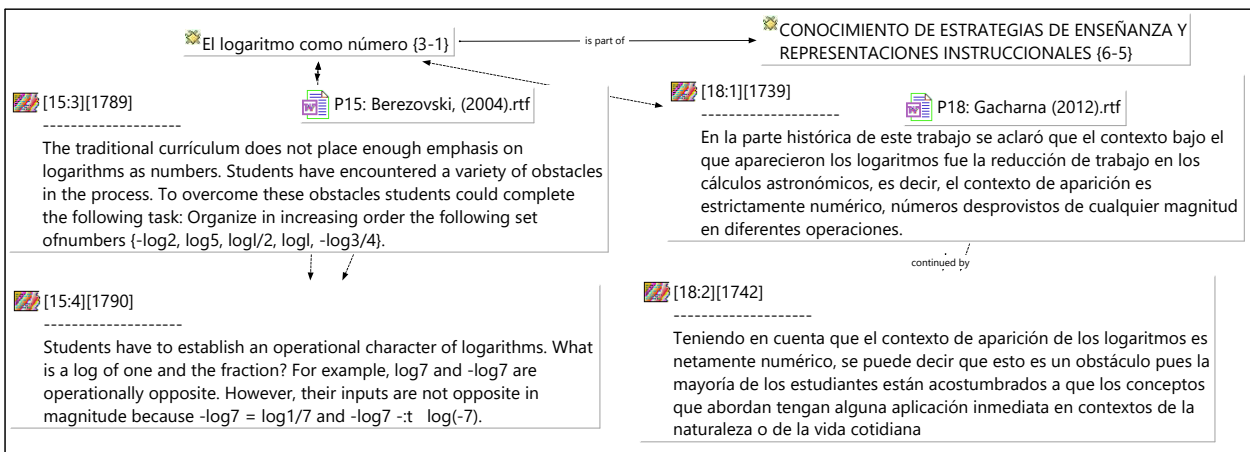 El logaritmo como número {3-1}
is part of
CONOCIMIENTO DE ESTRATEGIAS DE ENSEÑANZA Y
REPRESENTACIONES INSTRUCCIONALES {6-5}
[15:3][1789]
P15: Berezovski, (2004).rtf
--------------------
The traditional currículum does not place enough emphasis on
logarithms as numbers. Students have encountered a variety of obstacles
in the process. To overcome these obstacles students could complete
the following task: Organize in increasing order the following set
ofnumbers {-log2, log5, logl/2, logl, -log3/4}.
[18:1][1739]
P18: Gacharna (2012).rtf
--------------------
En la parte histórica de este trabajo se aclaró que el contexto bajo el
que aparecieron los logaritmos fue la reducción de trabajo en los
cálculos astronómicos, es decir, el contexto de aparición es
estrictamente numérico, números desprovistos de cualquier magnitud
en diferentes operaciones.
continued by
[15:4][1790]
--------------------
Students have to establish an operational character of logarithms. What
is a log of one and the fraction? For example, log7 and -log7 are
operationally opposite. However, their inputs are not opposite in
magnitude because -log7 = log1/7 and -log7 -:t log(-7).
[18:2][1742]
--------------------
Teniendo en cuenta que el contexto de aparición de los logaritmos es
netamente numérico, se puede decir que esto es un obstáculo pues la
mayoría de los estudiantes están acostumbrados a que los conceptos
que abordan tengan alguna aplicación inmediata en contextos de la
naturaleza o de la vida cotidiana